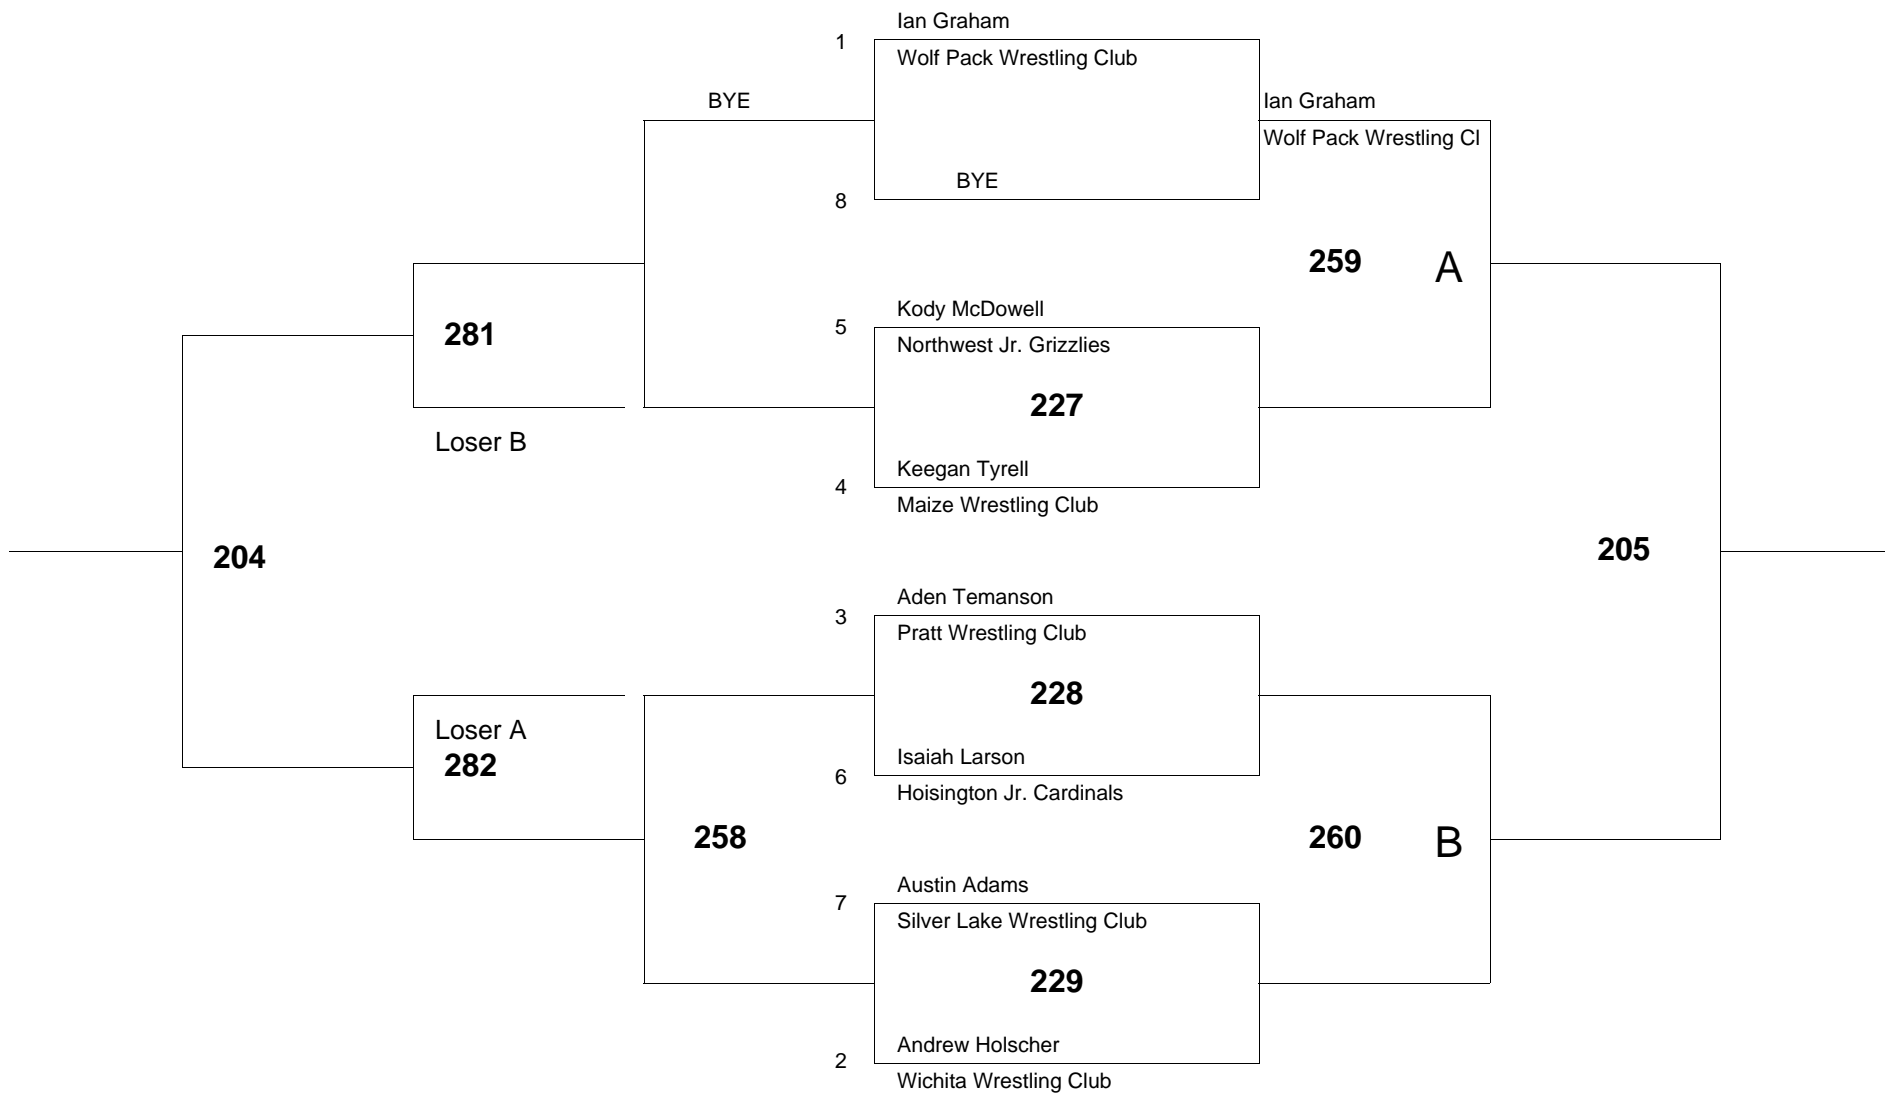 Ian Graham
1
Wolf Pack Wrestling Club
BYE
Ian Graham
Wolf Pack Wrestling Cl
BYE
8
259
A
Kody McDowell
5
281
Northwest Jr. Grizzlies
227
Loser B
Keegan Tyrell
4
Maize Wrestling Club
204
205
Aden Temanson
3
Pratt Wrestling Club
228
Loser A
282
Isaiah Larson
6
Hoisington Jr. Cardinals
258
260
B
Austin Adams
7
Silver Lake Wrestling Club
229
Andrew Holscher
2
Wichita Wrestling Club